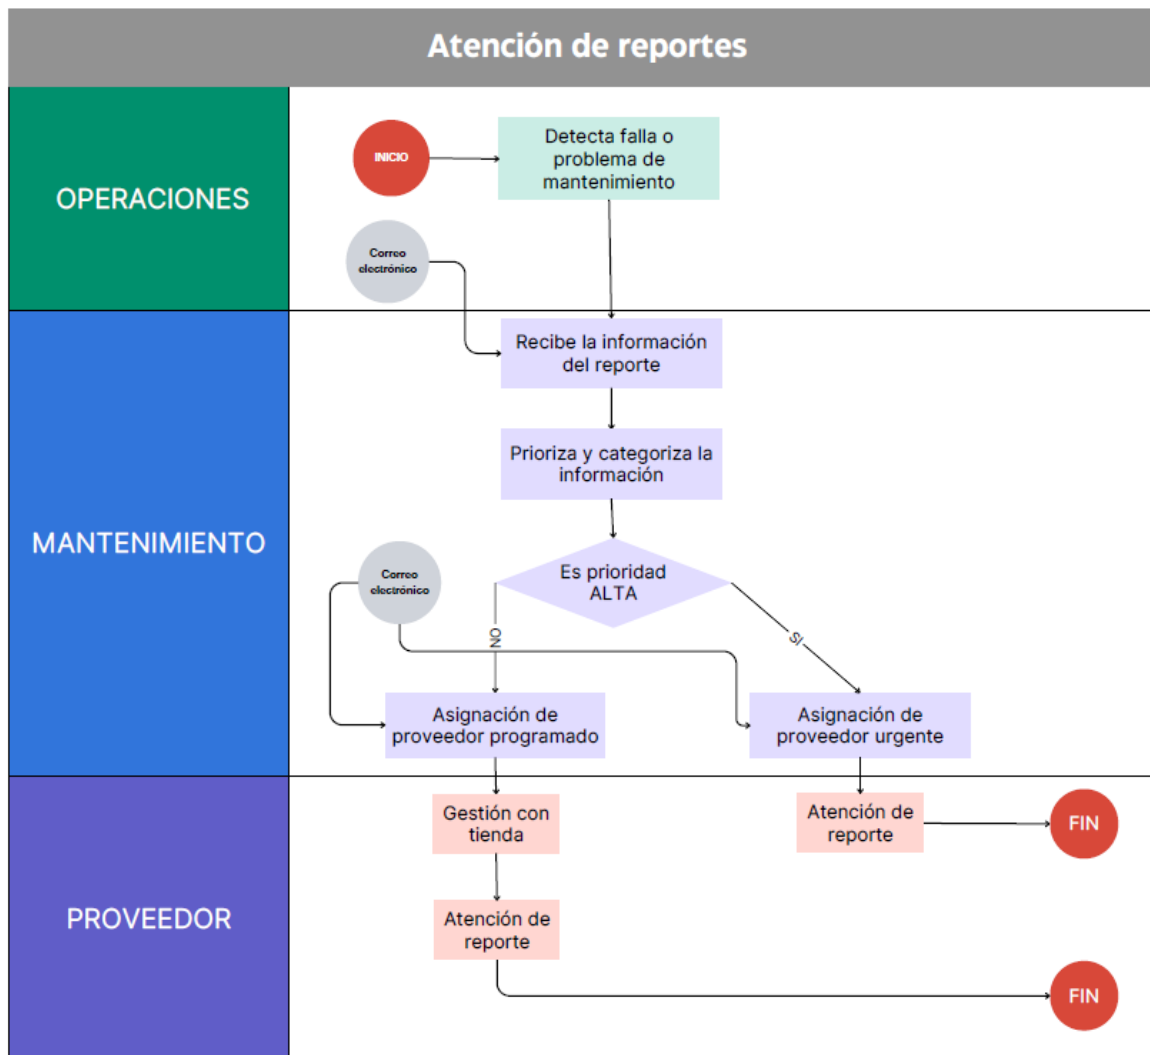 Atención de reportes
OPERACIONES
INICIO
Detecta falla o
problema de
mantenimiento
Correo
electrónico
MANTENIMIENTO
Recibe la información
del reporte
Prioriza y categoriza la
información
Correo
electrónico
Es prioridad
ALTA
NO
SI
Asignación de
proveedor programado
Asignación de
proveedor urgente
PROVEEDOR
Gestión con
tienda
Atención de
reporte
FIN
Atención de
reporte
FIN